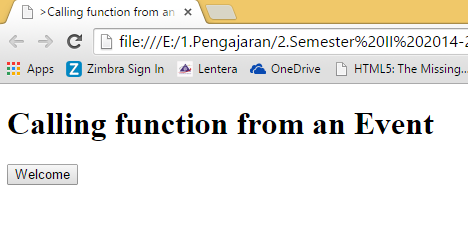 >Calling function from an
file:///E:/1.Pengajaran/2.Semester%20II%202014-2
Apps Zimbra Sign In Lentera OneDrive HTML5: The Missing...
Calling function from an Event
Welcome